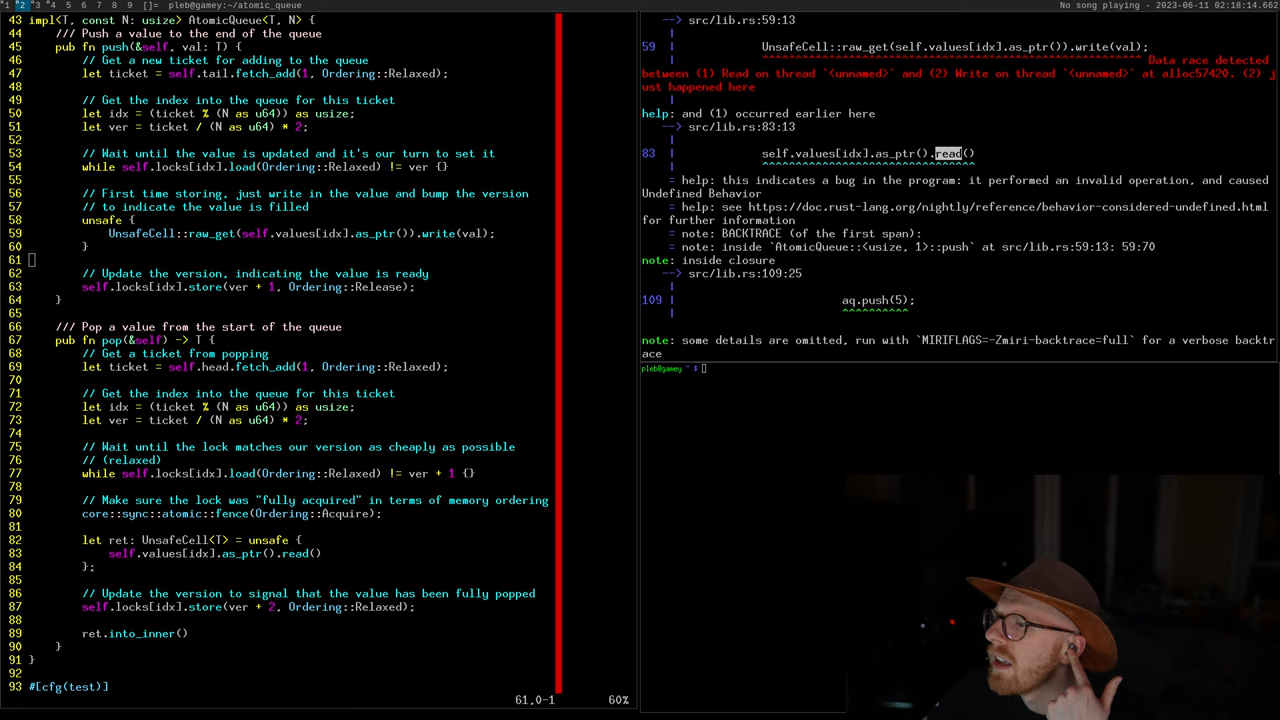 1 2 3 4 5 6 7 8 9 []= pleb@gamey:~/atomic_queue
No song playing - 2023-06-11 02:18:14.662
43 impl<T, const N: usize> AtomicQueue<T, N> {
44 /// Push a value to the end of the queue
45 pub fn push(&self, val: T) {
46 // Get a new ticket for adding to the queue
47 let ticket = self.tail.fetch_add(1, Ordering::Relaxed);
48
49 // Get the index into the queue for this ticket
50 let idx = (ticket % (N as u64)) as usize;
51 let ver = ticket / (N as u64) * 2;
52
53 // Wait until the value is updated and it's our turn to set it
54 while self.locks[idx].load(Ordering::Relaxed) != ver {}
55
56 // First time storing, just write in the value and bump the version
57 // to indicate the value is filled
58 unsafe {
59 UnsafeCell::raw_get(self.values[idx].as_ptr()).write(val);
60 }
61
62 // Update the version, indicating the value is ready
63 self.locks[idx].store(ver + 1, Ordering::Release);
64 }
65
66 /// Pop a value from the start of the queue
67 pub fn pop(&self) -> T {
68 // Get a ticket from popping
69 let ticket = self.head.fetch_add(1, Ordering::Relaxed);
70
71 // Get the index into the queue for this ticket
72 let idx = (ticket % (N as u64)) as usize;
73 let ver = ticket / (N as u64) * 2;
74
75 // Wait until the lock matches our version as cheaply as possible
76 // (relaxed)
77 while self.locks[idx].load(Ordering::Relaxed) != ver + 1 {}
78
79 // Make sure the lock was "fully acquired" in terms of memory ordering
80 core::sync::atomic::fence(Ordering::Acquire);
81
82 let ret: UnsafeCell<T> = unsafe {
83 self.values[idx].as_ptr().read()
84 };
85
86 // Update the version to signal that the value has been fully popped
87 self.locks[idx].store(ver + 2, Ordering::Relaxed);
88
89 ret.into_inner()
90 }
91 }
92
93 #[cfg(test)]
61,0-1 60%
--> src/lib.rs:59:13
|
59 | UnsafeCell::raw_get(self.values[idx].as_ptr()).write(val);
| ^^^^^^^^^^^^^^^^^^^^^^^^^^^^^^^^^^^^^^^^^^^^^^^^^^^^^^^^^ Data race detected
between (1) Read on thread `<unnamed>` and (2) Write on thread `<unnamed>` at alloc57420. (2) j
ust happened here
|
help: and (1) occurred earlier here
--> src/lib.rs:83:13
|
83 | self.values[idx].as_ptr().read()
| ^^^^^^^^^^^^^^^^^^^^^^^^^^^^^^^^
= help: this indicates a bug in the program: it performed an invalid operation, and caused
Undefined Behavior
= help: see https://doc.rust-lang.org/nightly/reference/behavior-considered-undefined.html
for further information
= note: BACKTRACE (of the first span):
= note: inside `AtomicQueue::<usize, 1>::push` at src/lib.rs:59:13: 59:70
note: inside closure
--> src/lib.rs:109:25
|
109 | aq.push(5);
| ^^^^^^^^^^
note: some details are omitted, run with `MIRIFLAGS=-Zmiri-backtrace=full` for a verbose backtr
ace
pleb@gamey ~ $